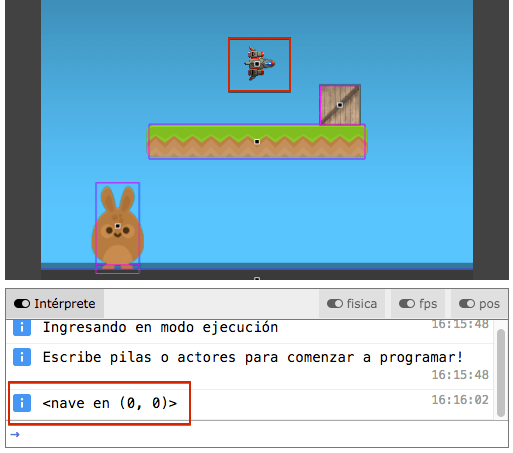 Intérprete
fisica
fps
pos
Ingresando en modo ejecución
16:15:48
Escribe pilas o actores para comenzar a programar!
16:15:48
<nave en (0, 0)>
16:16:02
→